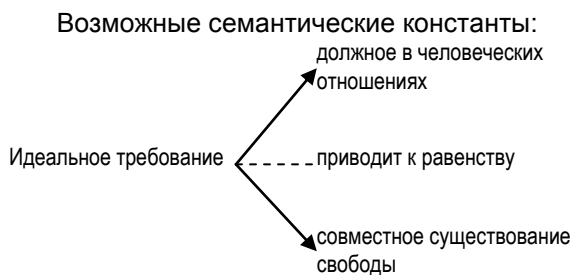 Возможные семантические константы:
должное в человеческих
отношениях
Идеальное требование
приводит к равенству
совместное существование
свободы